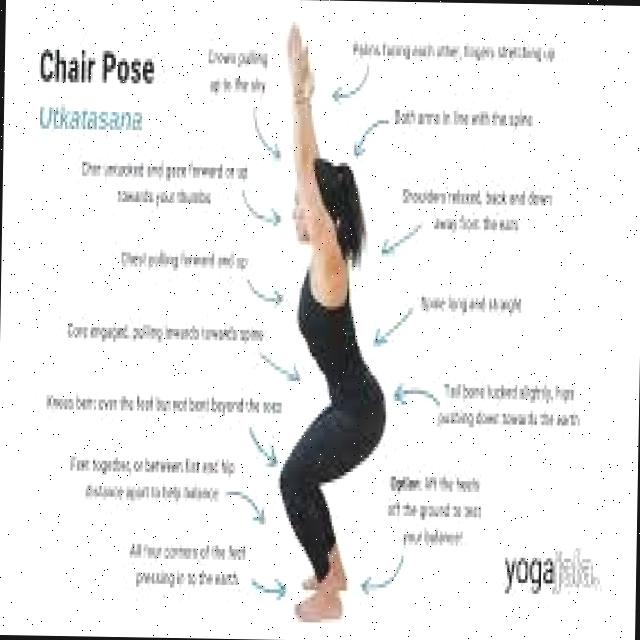 Chair Pose
Utkatasana
Crown pulling
up to the sky
Palms facing each other, fingers stretching up
Both arms in line with the spine
Chin untucked and gaze forward or up
towards your thumbs
Shoulders relaxed, back and down
away from the ears
Chest pulling forward and up
Spine long and straight
Core engaged, pulling inwards towards spine
Tail bone tucked slightly, hips
pushing down towards the earth
Knees bent over the feet but not bent beyond the toes
Feet together, or between fist and hip
distance apart to help balance
Option: lift the heels
off the ground to test
your balance!
All four corners of the feet
pressing in to the earth.
yogajala.